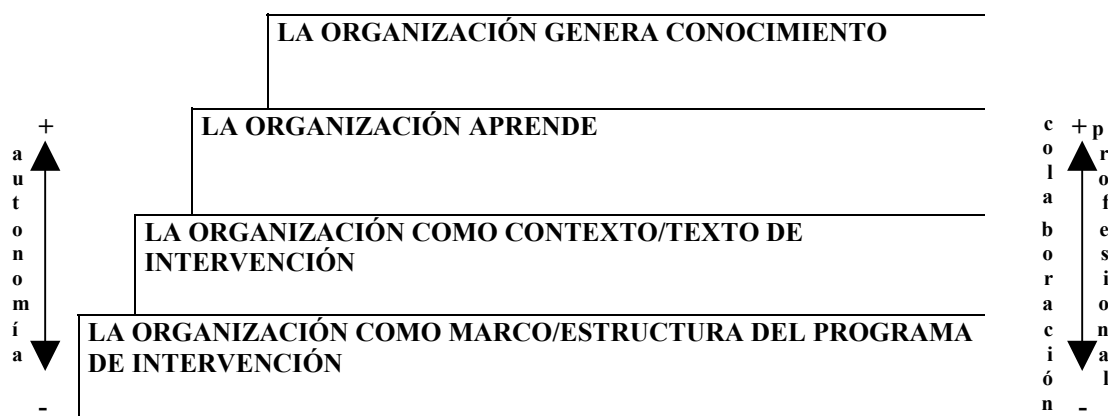 LA ORGANIZACIÓN GENERA CONOCIMIENTO
LA ORGANIZACIÓN APRENDE
LA ORGANIZACIÓN COMO CONTEXTO/TEXTO DE
INTERVENCIÓN
LA ORGANIZACIÓN COMO MARCO/ESTRUCTURA DEL PROGRAMA
DE INTERVENCIÓN
+
autonomía
-
colaboración
+
profesional
-